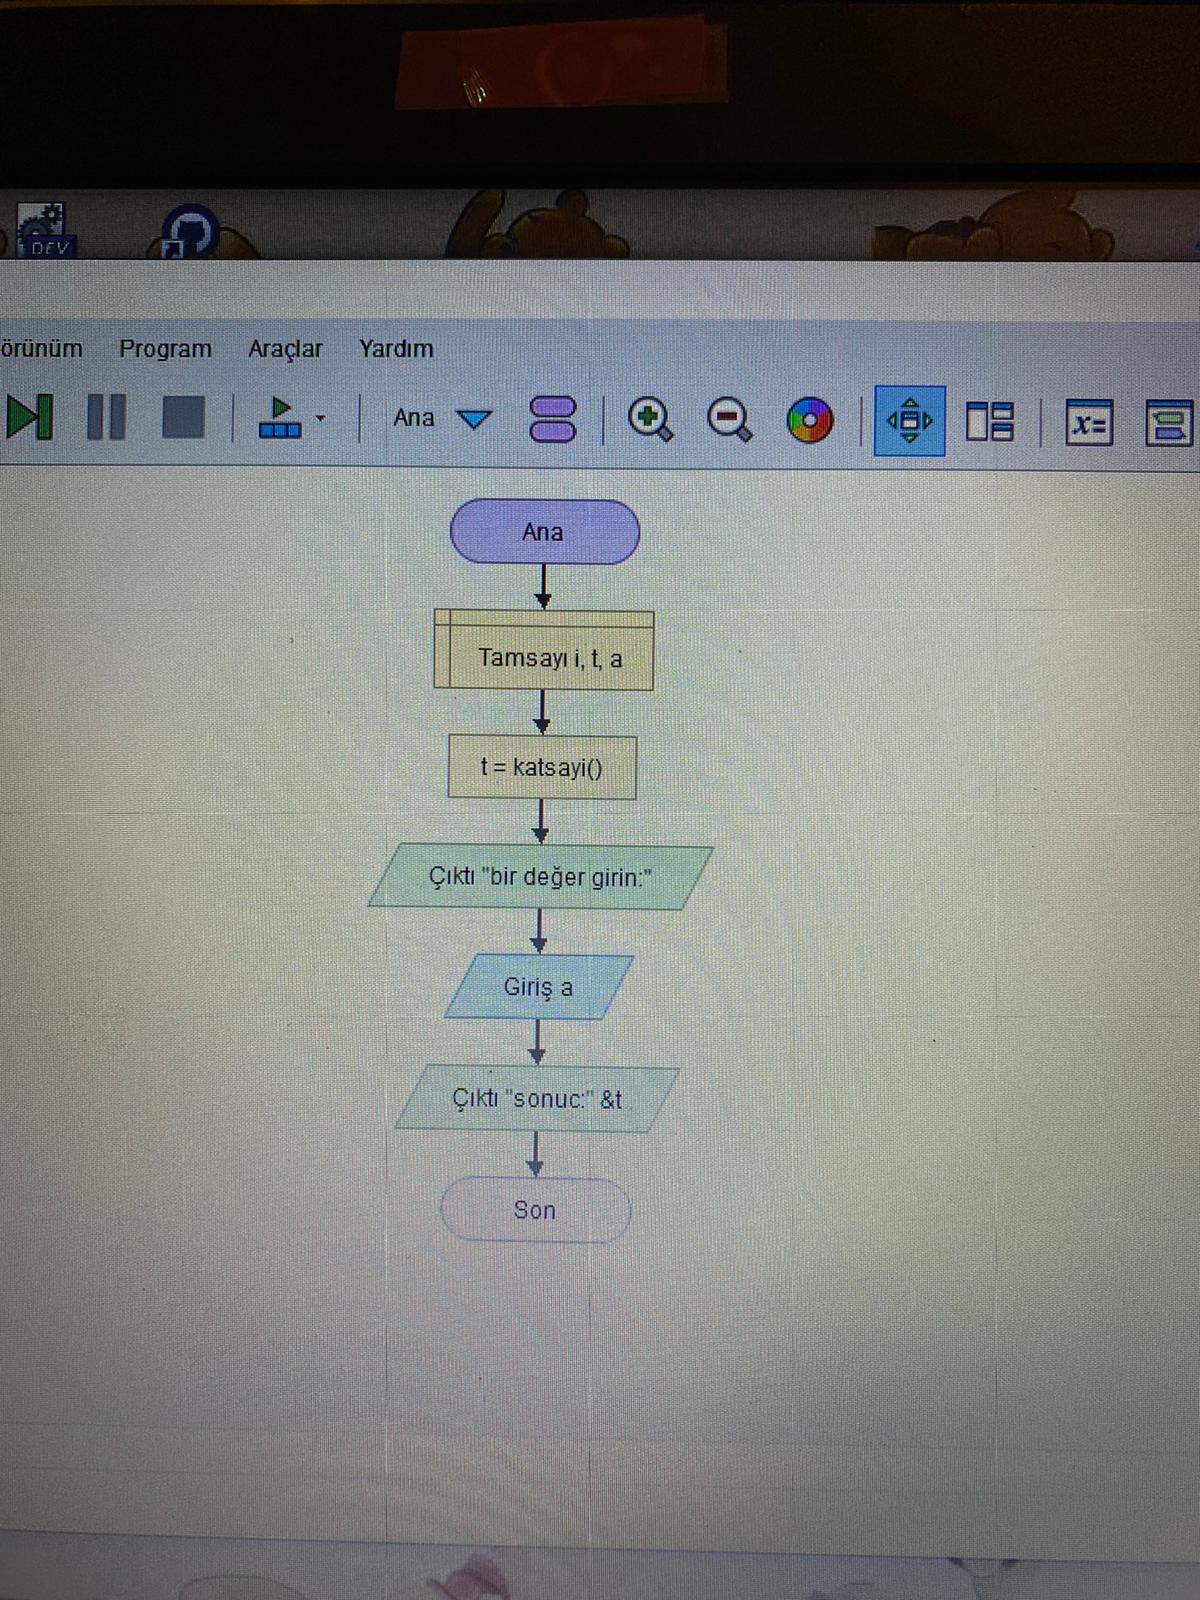 DEV
örünüm Program Araçlar Yardım
Ana
x=
Ana
Tamsayı i, t, a
t = katsayi()
Çıktı "bir değer girin:"
Giriş a
Çıktı "sonuc:" &t
Son